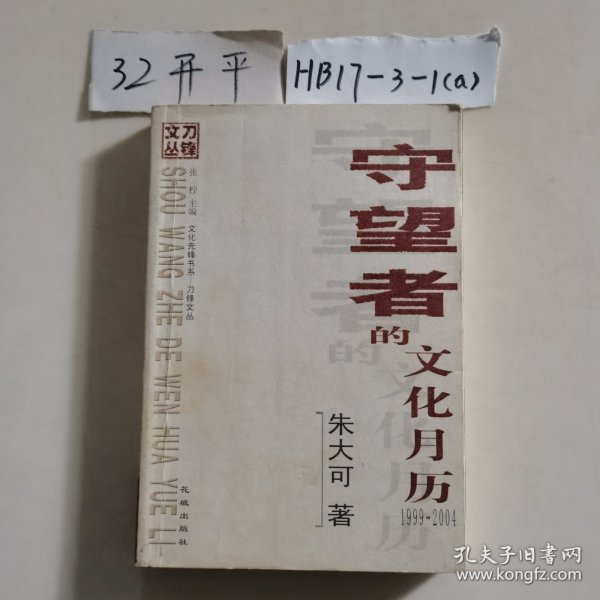 32开平
HB17-3-1(a)
刀锋
文丛
张柠 主编 文化先锋书系—刀锋文丛
SHOU WANG ZHE DE WEN HUA YUE LI
守望者
的
文化月历
1999~2004
朱大可 著
花城出版社
孔夫子旧书网
www.kongfz.com